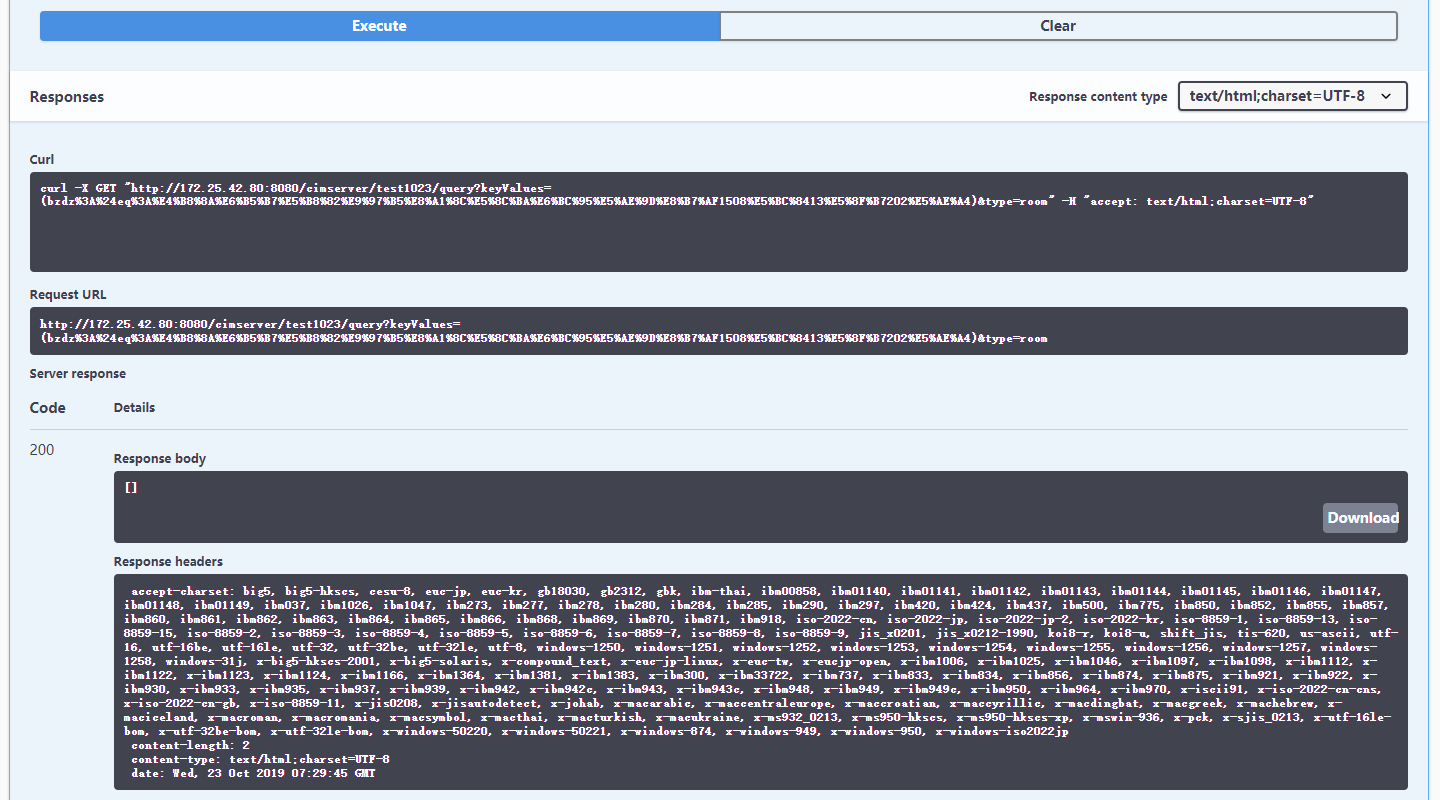 Execute
Clear
Responses
Response content type
text/html;charset=UTF-8
Curl
curl -X GET "http://172.25.42.80:8080/cimserver/test1023/query?keyValues=
(bzdz%3A%24eq%3A%E4%B8%8A%E6%B5%B7%E5%B8%82%E9%97%B5%E8%A1%8C%E5%8C%BA%E6%BC%95%E5%AE%9D%E8%B7%AF1508%E5%BC%8413%E5%8F%B7202%E5%AE%A4)&type=room" -H "accept: text/html;charset=UTF-8"
Request URL
http://172.25.42.80:8080/cimserver/test1023/query?keyValues=
(bzdz%3A%24eq%3A%E4%B8%8A%E6%B5%B7%E5%B8%82%E9%97%B5%E8%A1%8C%E5%8C%BA%E6%BC%95%E5%AE%9D%E8%B7%AF1508%E5%BC%8413%E5%8F%B7202%E5%AE%A4)&type=room
Server response
Code
Details
200
Response body
[]
Download
Response headers
accept-charset: big5, big5-hkscs, cesu-8, euc-jp, euc-kr, gb18030, gb2312, gbk, ibm-thai, ibm00858, ibm01140, ibm01141, ibm01142, ibm01143, ibm01144, ibm01145, ibm01146, ibm01147,
ibm01148, ibm01149, ibm037, ibm1026, ibm1047, ibm273, ibm277, ibm278, ibm280, ibm284, ibm285, ibm290, ibm297, ibm420, ibm424, ibm437, ibm500, ibm775, ibm850, ibm852, ibm855, ibm857,
ibm860, ibm861, ibm862, ibm863, ibm864, ibm865, ibm866, ibm868, ibm869, ibm870, ibm871, ibm918, iso-2022-cn, iso-2022-jp, iso-2022-jp-2, iso-2022-kr, iso-8859-1, iso-8859-13, iso-
8859-15, iso-8859-2, iso-8859-3, iso-8859-4, iso-8859-5, iso-8859-6, iso-8859-7, iso-8859-8, iso-8859-9, jis_x0201, jis_x0212-1990, koi8-r, koi8-u, shift_jis, tis-620, us-ascii, utf-
16, utf-16be, utf-16le, utf-32, utf-32be, utf-32le, utf-8, windows-1250, windows-1251, windows-1252, windows-1253, windows-1254, windows-1255, windows-1256, windows-1257, windows-
1258, windows-31j, x-big5-hkscs-2001, x-big5-solaris, x-compound_text, x-euc-jp-linux, x-euc-tw, x-eucjp-open, x-ibm1006, x-ibm1025, x-ibm1046, x-ibm1097, x-ibm1098, x-ibm1112, x-
ibm1122, x-ibm1123, x-ibm1124, x-ibm1166, x-ibm1364, x-ibm1381, x-ibm1383, x-ibm300, x-ibm33722, x-ibm737, x-ibm833, x-ibm834, x-ibm856, x-ibm874, x-ibm875, x-ibm921, x-ibm922, x-
ibm930, x-ibm933, x-ibm935, x-ibm937, x-ibm939, x-ibm942, x-ibm942c, x-ibm943, x-ibm943c, x-ibm948, x-ibm949, x-ibm949c, x-ibm950, x-ibm964, x-ibm970, x-iscii91, x-iso-2022-cn-cns,
x-iso-2022-cn-gb, x-iso-8859-11, x-jis0208, x-jisautodetect, x-johab, x-macarabic, x-maccentraleurope, x-maccroatian, x-maccyrillic, x-macdingbat, x-macgreek, x-machebrew, x-
maciceland, x-macroman, x-macromania, x-macsymbol, x-macthai, x-macturkish, x-macukraine, x-ms932_0213, x-ms950-hkscs, x-ms950-hkscs-xp, x-mswin-936, x-pck, x-sjis_0213, x-utf-16le-
bom, x-utf-32be-bom, x-utf-32le-bom, x-windows-50220, x-windows-50221, x-windows-874, x-windows-949, x-windows-950, x-windows-iso2022jp
content-length: 2
content-type: text/html;charset=UTF-8
date: Wed, 23 Oct 2019 07:29:45 GMT